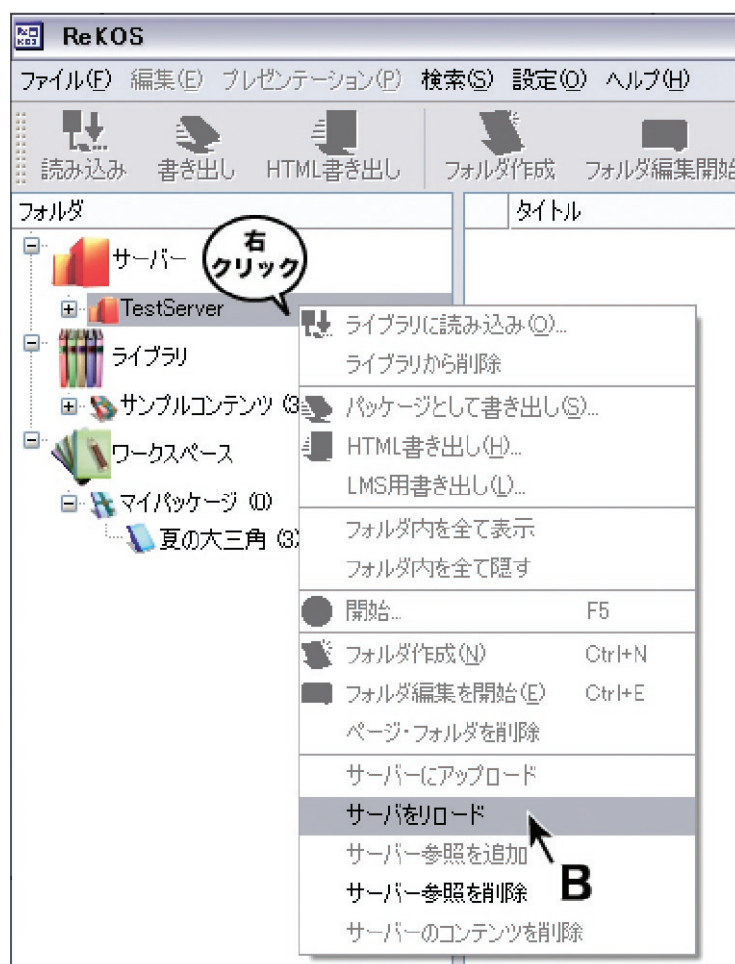 ReKOS
ファイル(F) 編集(E) プレゼンテーション(P) 検索(S) 設定(O) ヘルプ(H)
読み込み 書き出し HTML書き出し フォルダ作成 フォルダ編集開始
フォルダ タイトル
サーバー
右
クリック
TestServer
ライブラリに読み込み(O)...
ライブラリ
ライブラリから削除
サンプルコンテンツ (3
パッケージとして書き出し(S)...
HTML書き出し(H)...
ワークスペース
LMS用書き出し(L)...
マイパッケージ (0)
フォルダ内を全て表示
夏の大三角 (3)
フォルダ内を全て隠す
開始... F5
フォルダ作成(N) Ctrl+N
フォルダ編集を開始(E) Ctrl+E
ページ・フォルダを削除
サーバーにアップロード
サーバをリロード
サーバー参照を追加
B
サーバー参照を削除
サーバーのコンテンツを削除